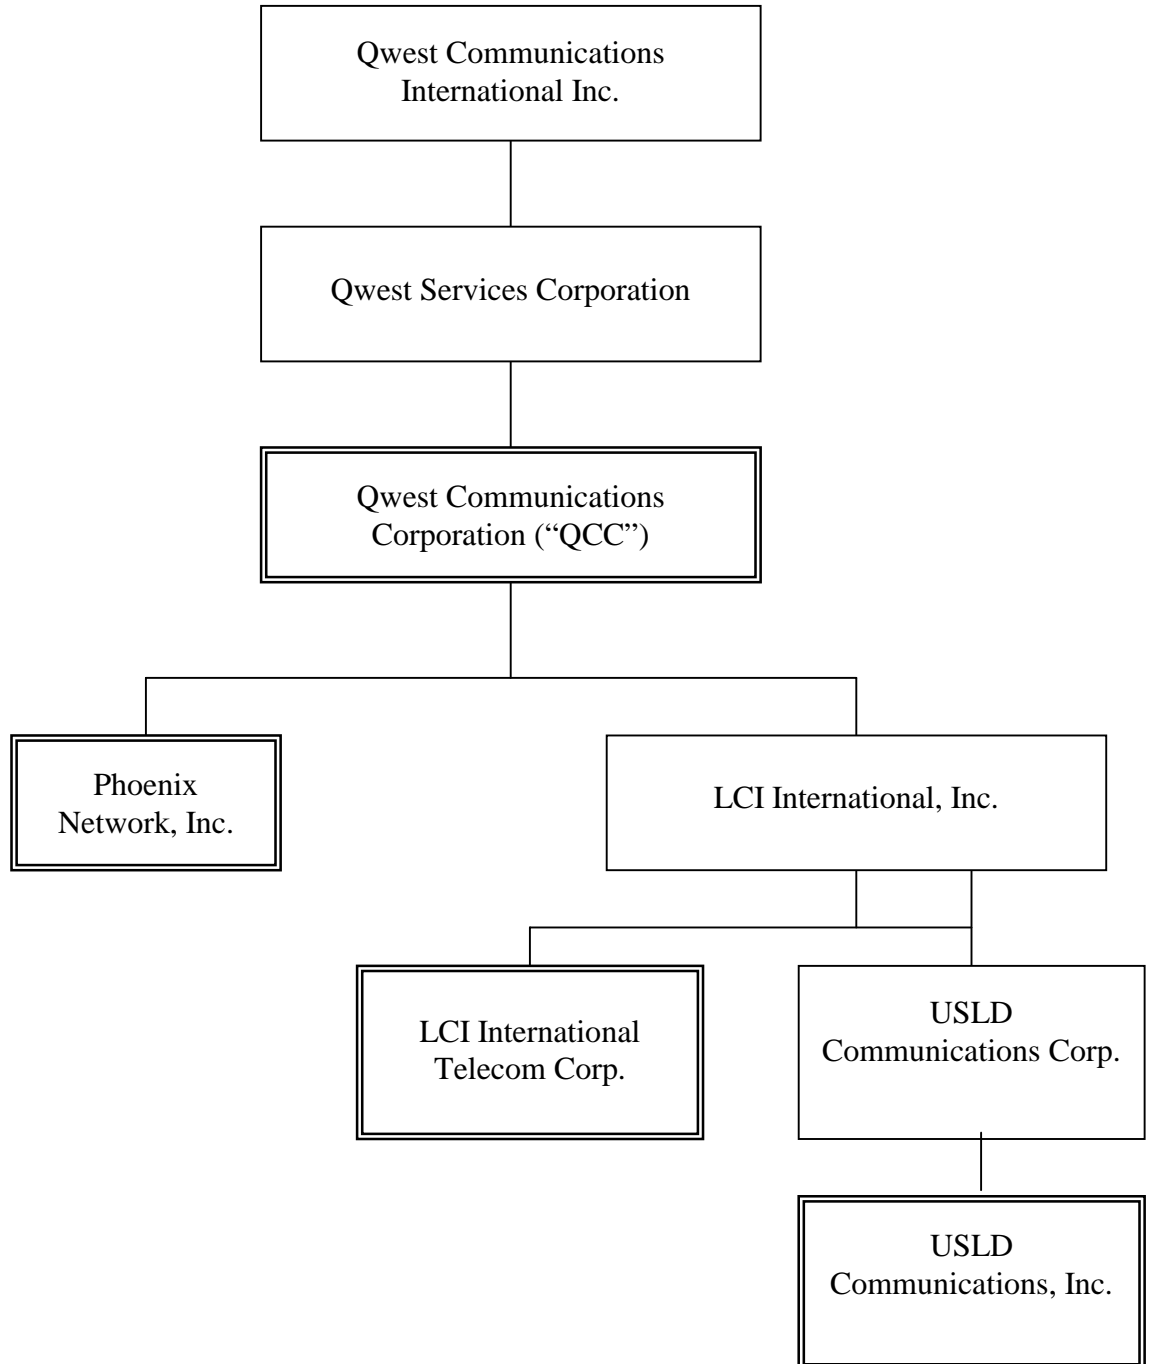 Qwest Communications
International Inc.
Qwest Services Corporation
Qwest Communications
Corporation (“QCC”)
Phoenix
Network, Inc.
LCI International, Inc.
LCI International
Telecom Corp.
USLD
Communications Corp.
USLD
Communications, Inc.